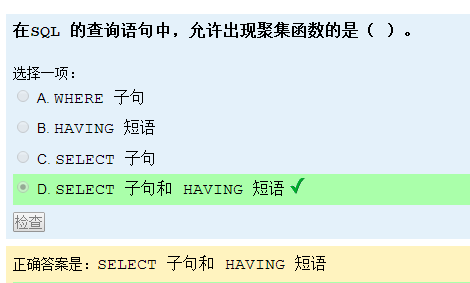 在SQL 的查询语句中，允许出现聚集函数的是（ ）。
选择一项：
A. WHERE 子句
B. HAVING 短语
C. SELECT 子句
D. SELECT 子句和 HAVING 短语
检查
正确答案是：SELECT 子句和 HAVING 短语